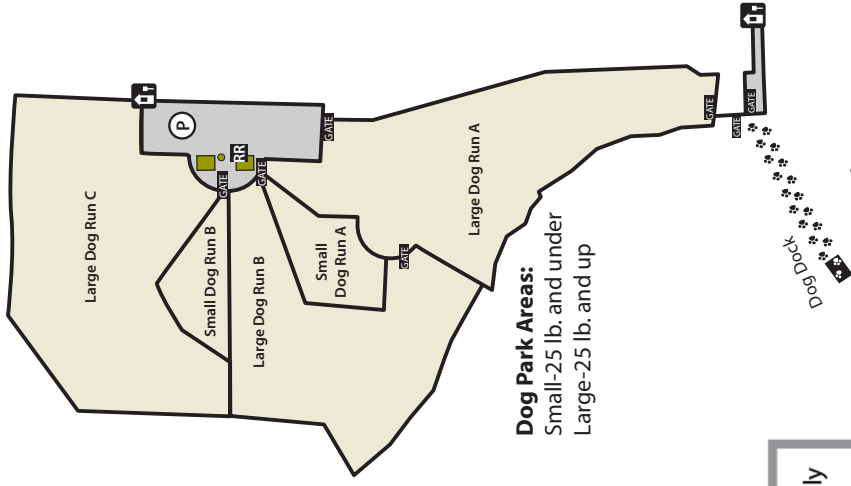 Large Dog Run C
P
RR
GATE
GATE
GATE
Small Dog Run B
Large Dog Run B
Small
Dog Run A
GATE
Large Dog Run A
GATE
GATE
GATE
Dog Dock
Dog Park Areas:
Small-25 lb. and under
Large-25 lb. and up
ly